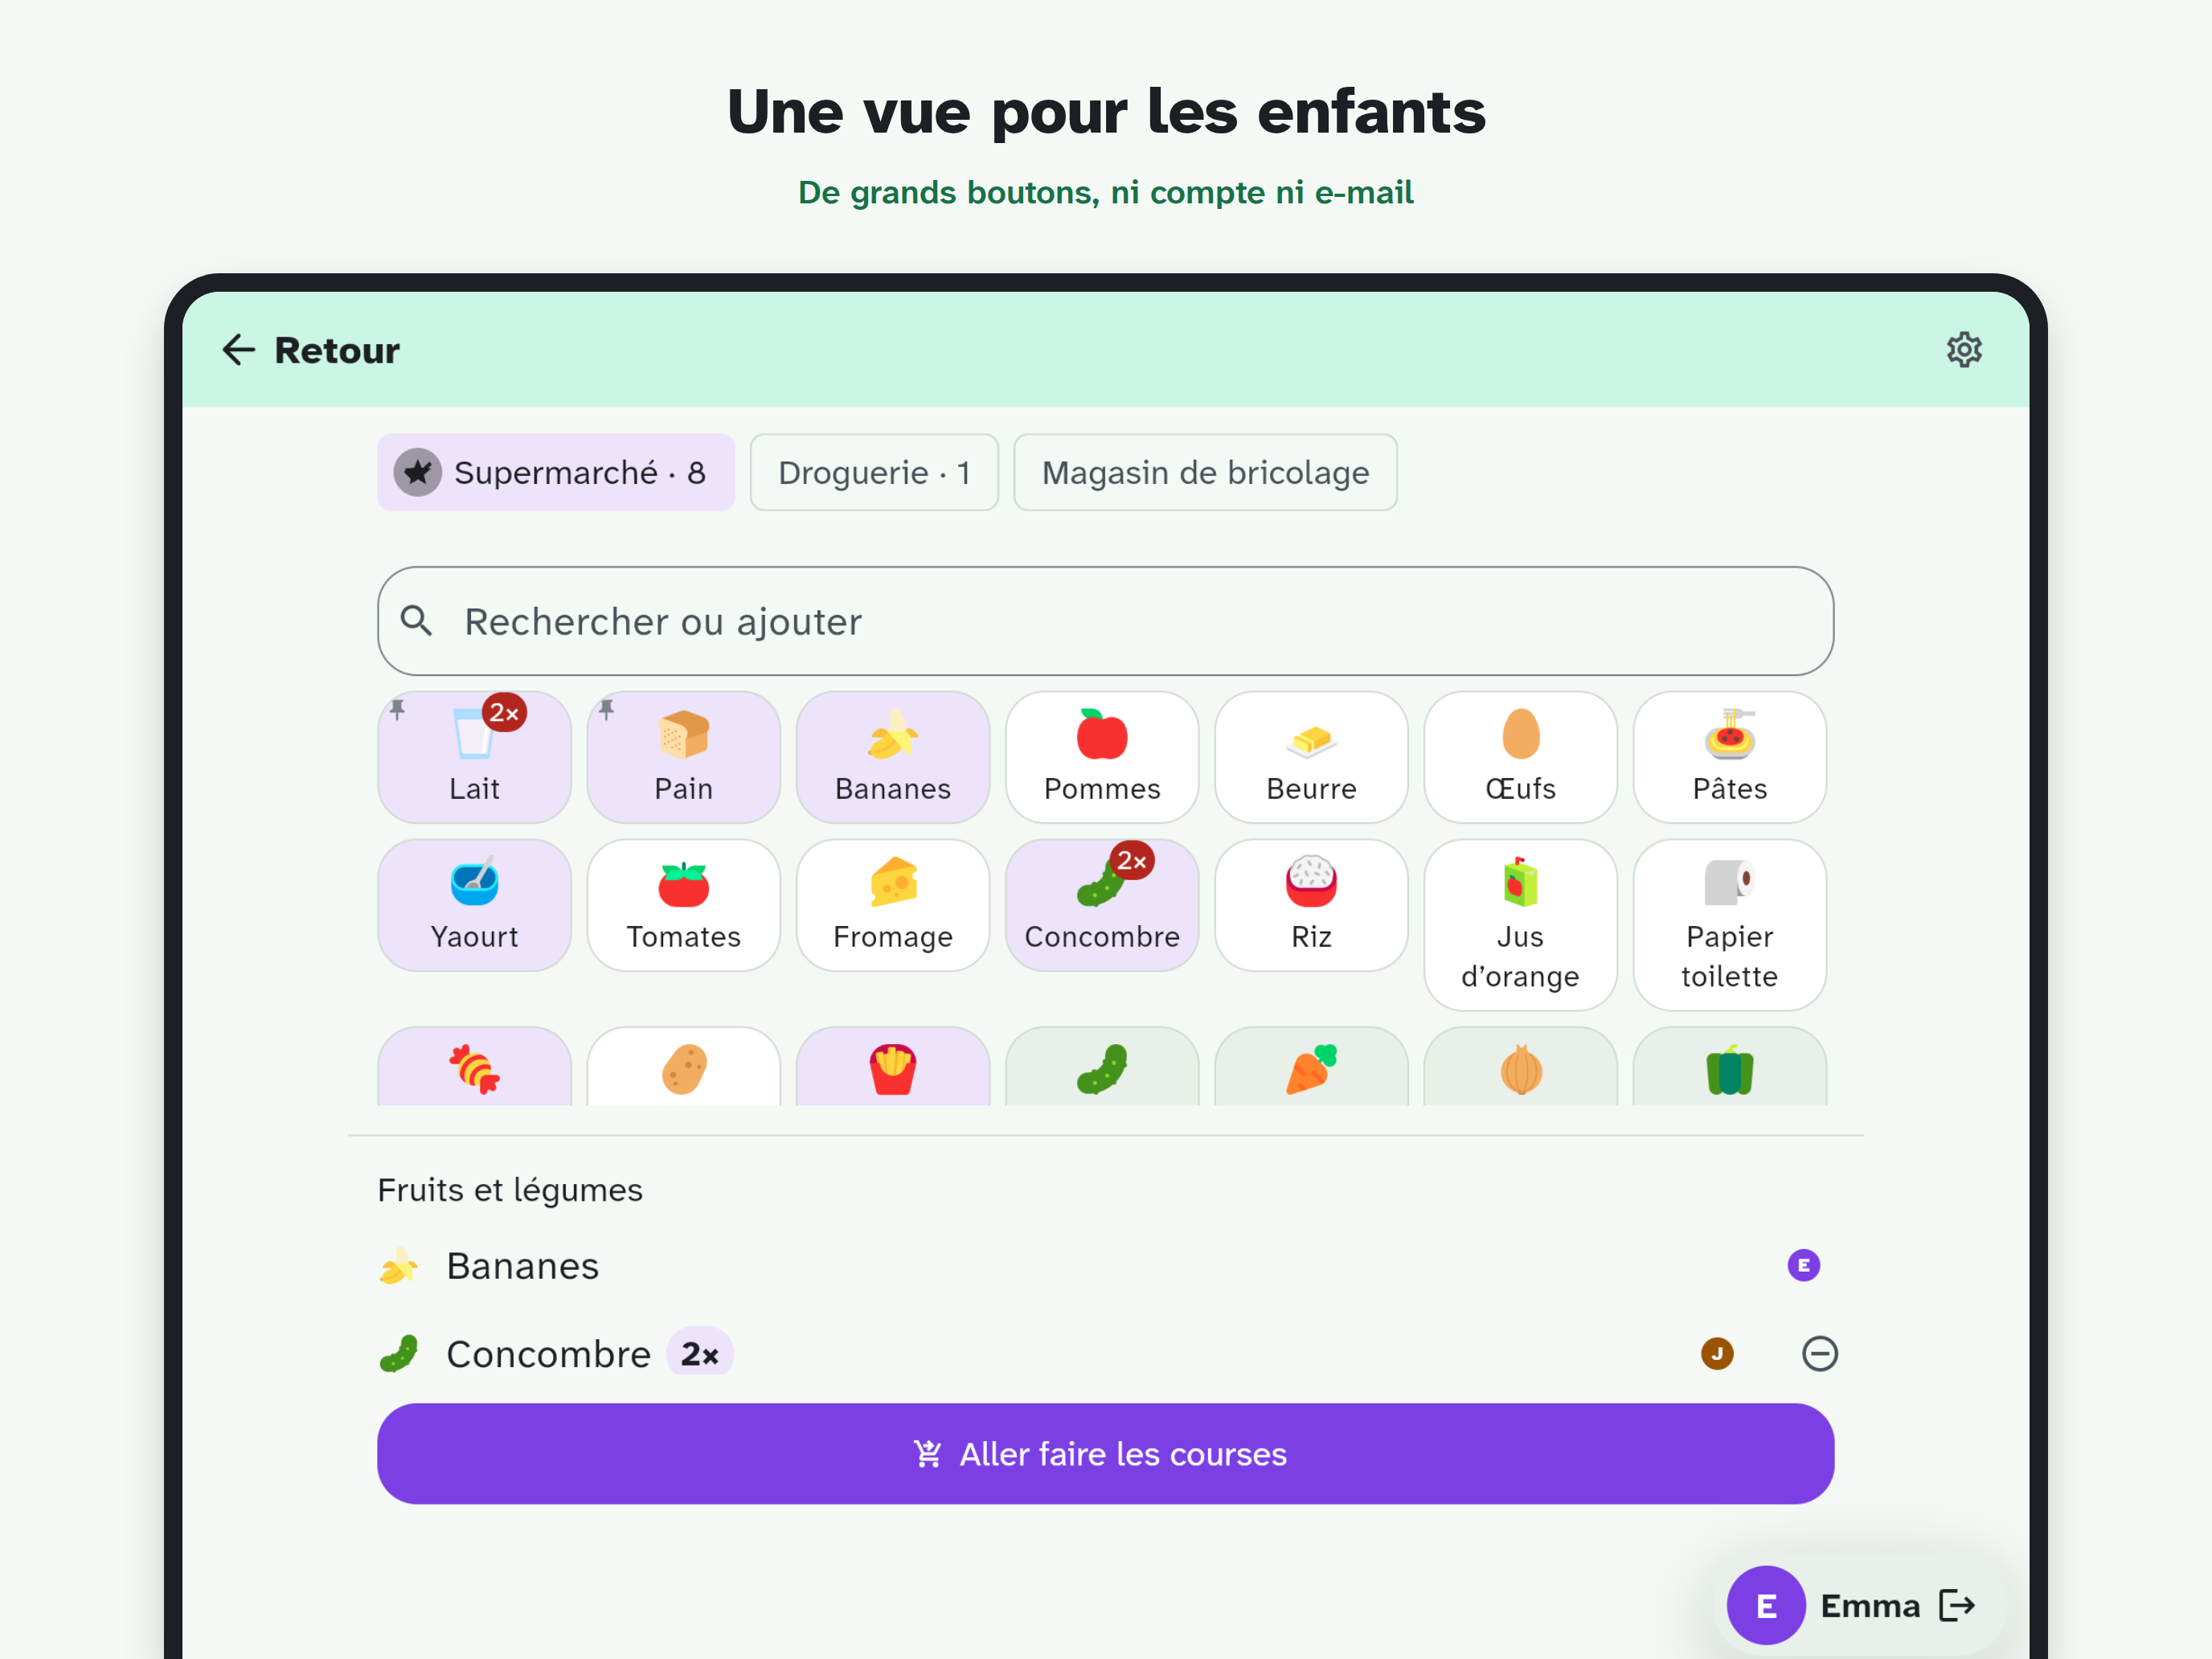 Une vue pour les enfants
De grands boutons, ni compte ni e-mail
Retour
Supermarché · 8
Droguerie · 1
Magasin de bricolage
Rechercher ou ajouter
2×
Lait
Pain
Bananes
Pommes
Beurre
Œufs
Pâtes
Yaourt
Tomates
Fromage
2×
Concombre
Riz
Jus
d’orange
Papier
toilette
Fruits et légumes
Bananes
E
Concombre 2×
J
Aller faire les courses
E Emma